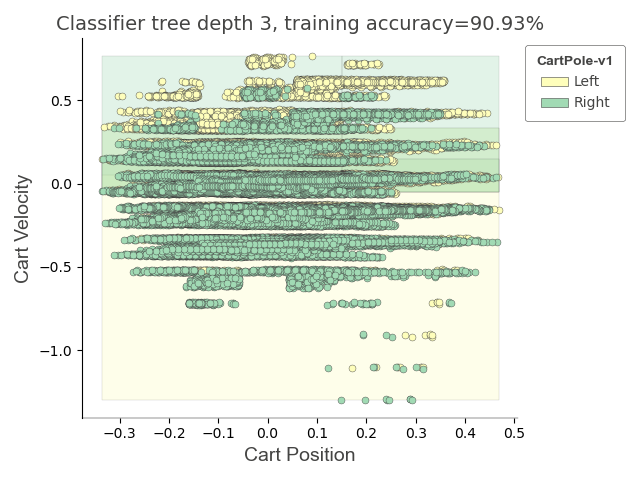 Classifier tree depth 3, training accuracy=90.93%
CartPole-v1
Left
Right
Cart Velocity
0.5
0.0
−0.5
−1.0
−0.3 −0.2 −0.1 0.0 0.1 0.2 0.3 0.4 0.5
Cart Position